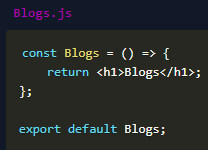 Blogs.js
const Blogs = () => {
    return <h1>Blogs</h1>;
};
export default Blogs;